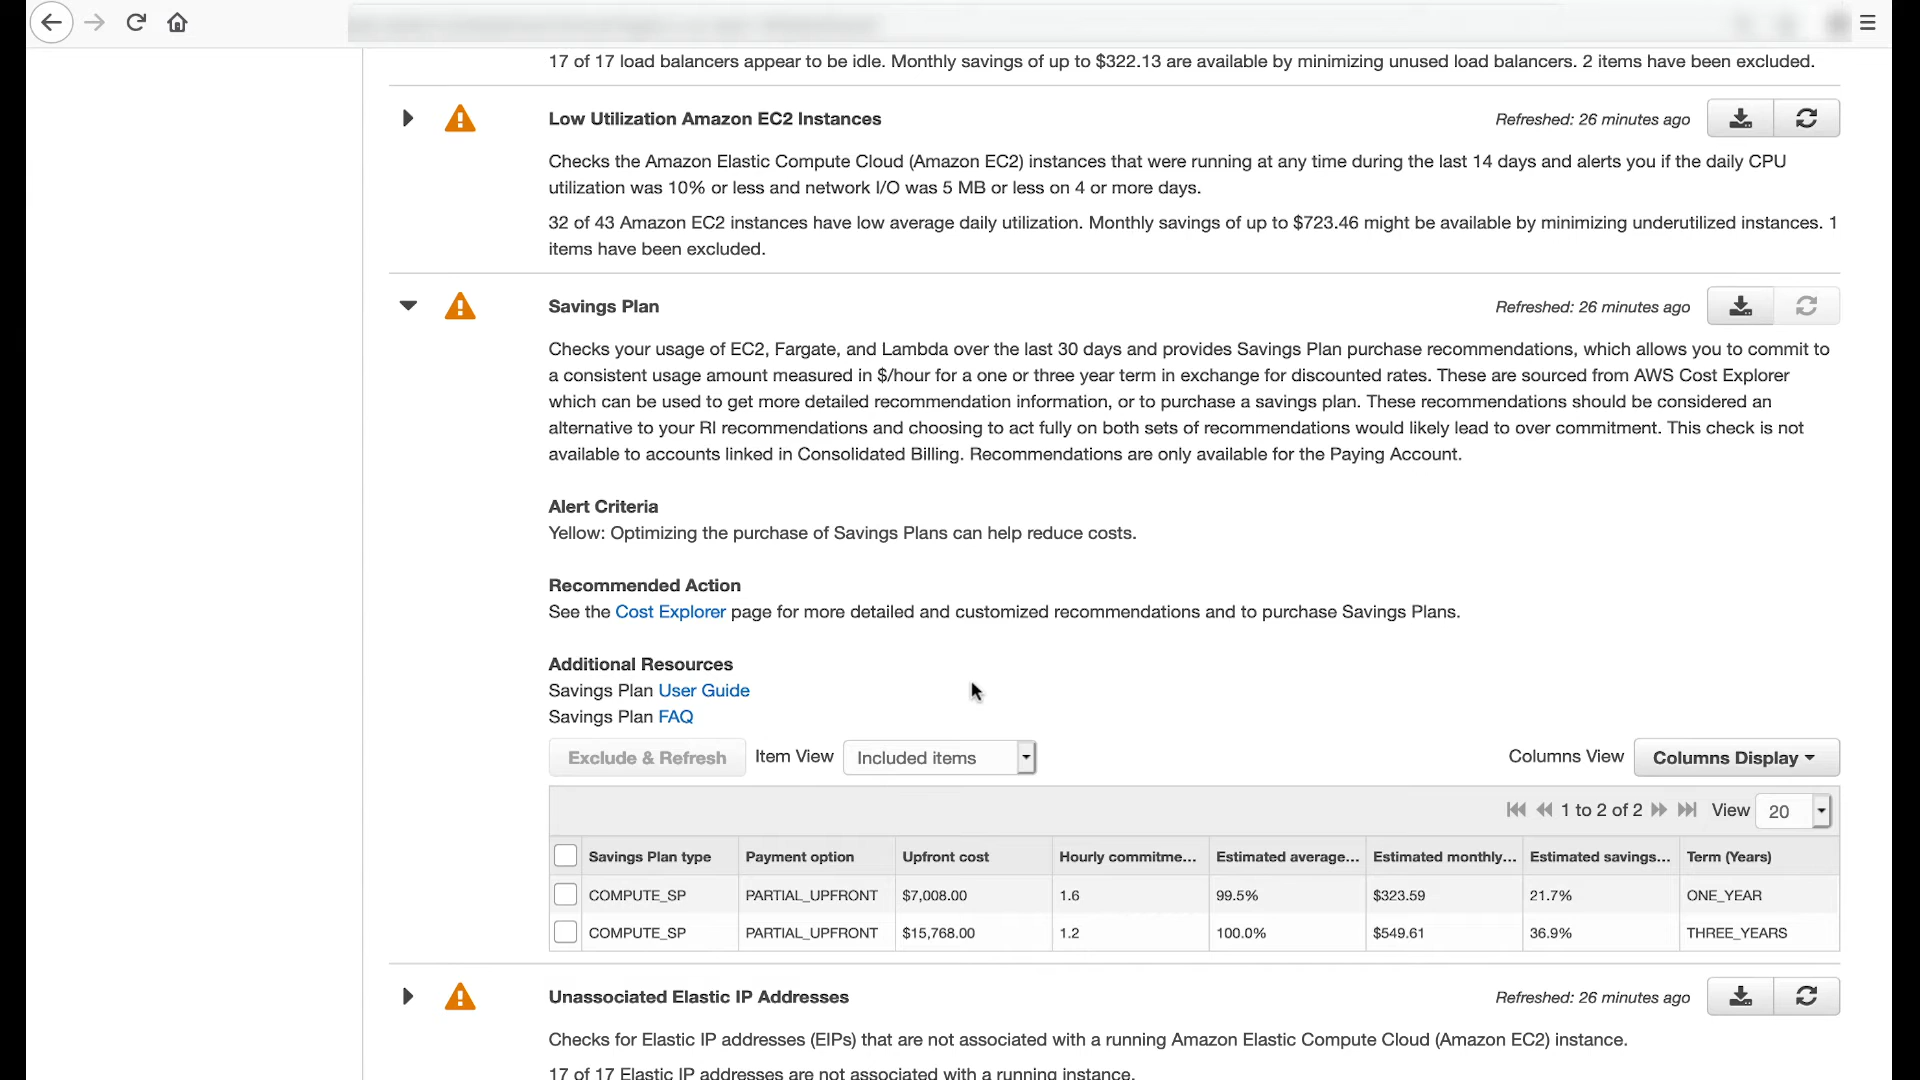 17 of 17 load balancers appear to be idle. Monthly savings of up to $322.13 are available by minimizing unused load balancers. 2 items have been excluded.
Low Utilization Amazon EC2 Instances
Refreshed: 26 minutes ago
Checks the Amazon Elastic Compute Cloud (Amazon EC2) instances that were running at any time during the last 14 days and alerts you if the daily CPU
utilization was 10% or less and network I/O was 5 MB or less on 4 or more days.
32 of 43 Amazon EC2 instances have low average daily utilization. Monthly savings of up to $723.46 might be available by minimizing underutilized instances. 1
items have been excluded.
Savings Plan
Refreshed: 26 minutes ago
Checks your usage of EC2, Fargate, and Lambda over the last 30 days and provides Savings Plan purchase recommendations, which allows you to commit to
a consistent usage amount measured in $/hour for a one or three year term in exchange for discounted rates. These are sourced from AWS Cost Explorer
which can be used to get more detailed recommendation information, or to purchase a savings plan. These recommendations should be considered an
alternative to your RI recommendations and choosing to act fully on both sets of recommendations would likely lead to over commitment. This check is not
available to accounts linked in Consolidated Billing. Recommendations are only available for the Paying Account.
Alert Criteria
Yellow: Optimizing the purchase of Savings Plans can help reduce costs.
Recommended Action
See the Cost Explorer page for more detailed and customized recommendations and to purchase Savings Plans.
Additional Resources
Savings Plan User Guide
Savings Plan FAQ
Exclude & Refresh Item View Included items Columns View Columns Display
1 to 2 of 2 View 20
Savings Plan type Payment option Upfront cost Hourly commitme... Estimated average... Estimated monthly... Estimated savings... Term (Years)
COMPUTE_SP PARTIAL_UPFRONT $7,008.00 1.6 99.5% $323.59 21.7% ONE_YEAR
COMPUTE_SP PARTIAL_UPFRONT $15,768.00 1.2 100.0% $549.61 36.9% THREE_YEARS
Unassociated Elastic IP Addresses
Refreshed: 26 minutes ago
Checks for Elastic IP addresses (EIPs) that are not associated with a running Amazon Elastic Compute Cloud (Amazon EC2) instance.
17 of 17 Elastic IP addresses are not associated with a running instance.